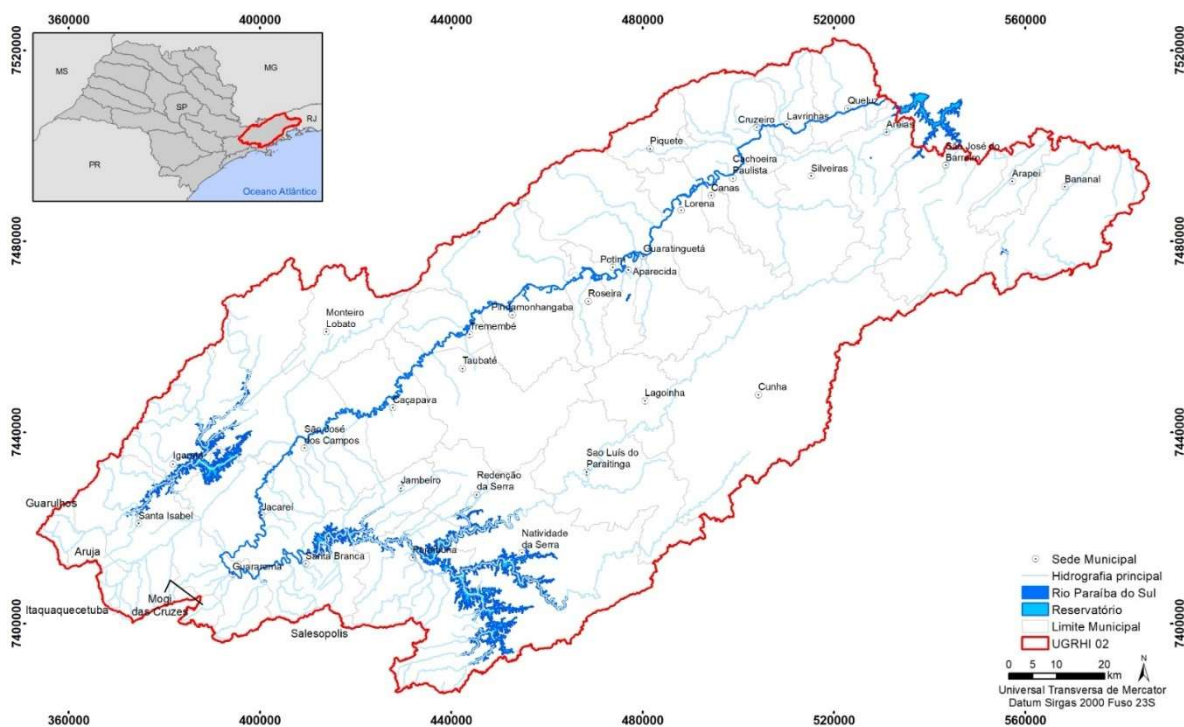 360000
400000
440000
480000
520000
560000
7520000
7520000
MS
MG
SP
RJ
PR
Oceano Atlântico
Queluz
Lavrinhas
Cruzeiro
Areias
Piquete
São José do
Barreiro
Cachoeira
Paulista
Silveiras
Arapei
Bananal
Canas
Lorena
7480000
7480000
Guaratinguetá
Potim
Aparecida
Roseira
Pindamonhangaba
Monteiro
Lobato
Tremembé
Taubaté
Cunha
Lagoinha
Caçapava
7440000
7440000
São José
dos Campos
Igaratá
Sao Luís do
Paraitinga
Redenção
da Serra
Jambeiro
Guarulhos
Jacareí
Santa Isabel
Natividade
da Serra
Aruja
Santa Branca
Paraibuna
Guararema
Mogi
das Cruzes
Itaquaquecetuba
Salesopolis
7400000
7400000
Sede Municipal
Hidrografia principal
Rio Paraíba do Sul
Reservatório
Limite Municipal
UGRHI 02
0 5 10 20
km
N
Universal Transversa de Mercator
Datum Sirgas 2000 Fuso 23S
360000
400000
440000
480000
520000
560000